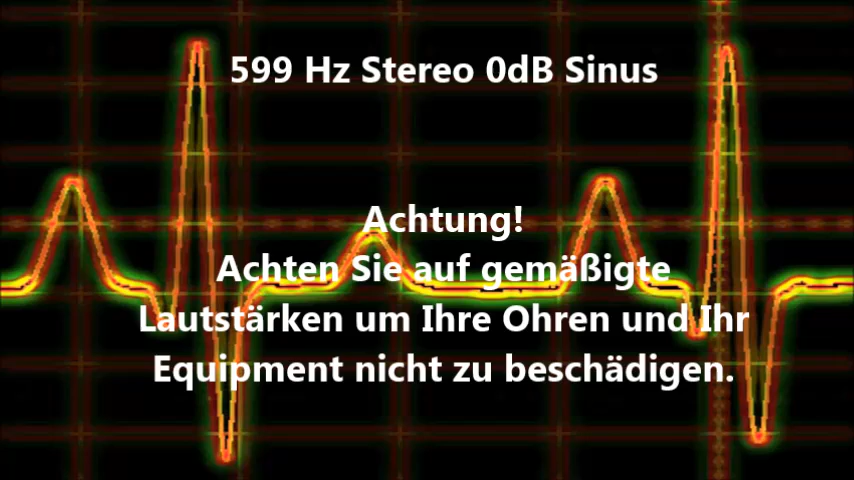 599 Hz Stereo 0dB Sinus
Achtung!
Achten Sie auf gemäßigte
Lautstärken um Ihre Ohren und Ihr
Equipment nicht zu beschädigen.